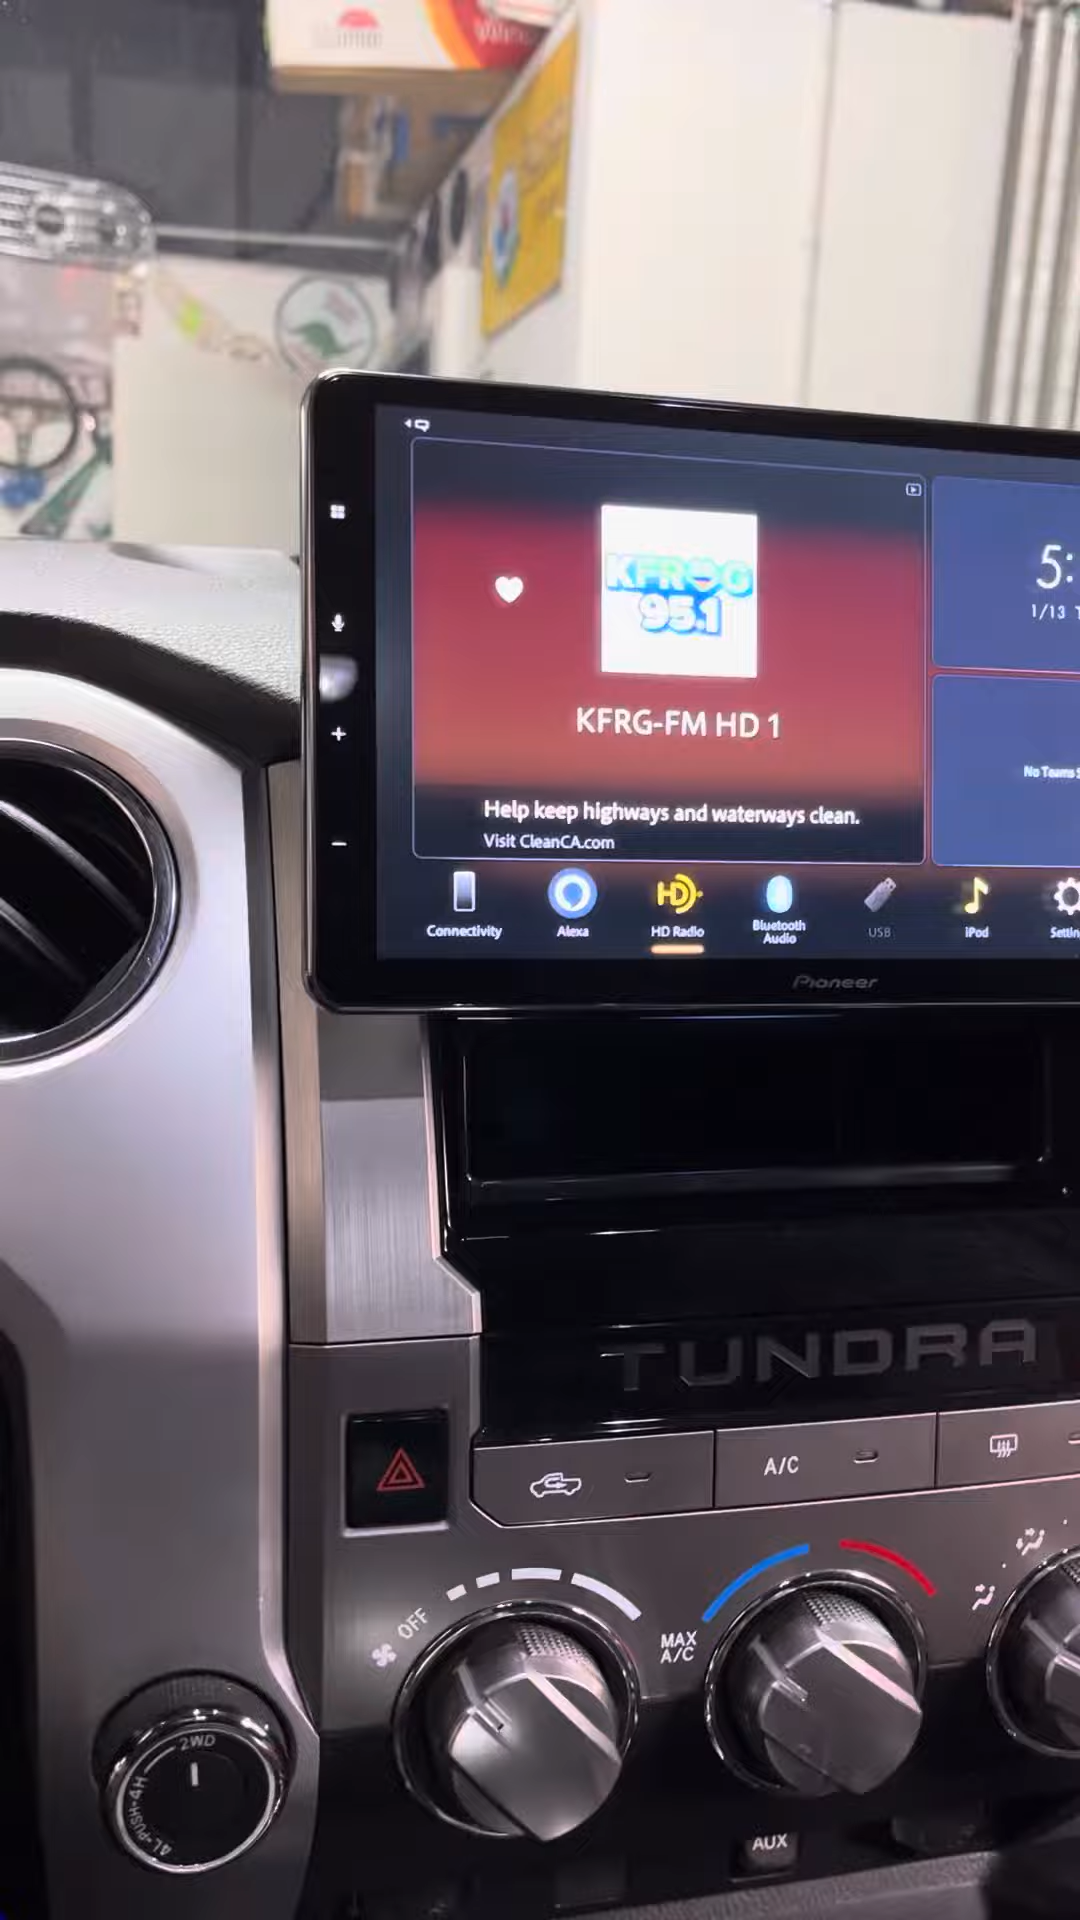 KFROG
95.1
KFRG-FM HD 1
Help keep highways and waterways clean.
Visit CleanCA.com
5:
1/13 T
No Teams S
Connectivity
Alexa
HD
HD Radio
Bluetooth
Audio
USB
iPod
Settin
Pioneer
TUNDRA
A/C
OFF
MAX
A/C
2WD
4L-PUSH-4H
AUX